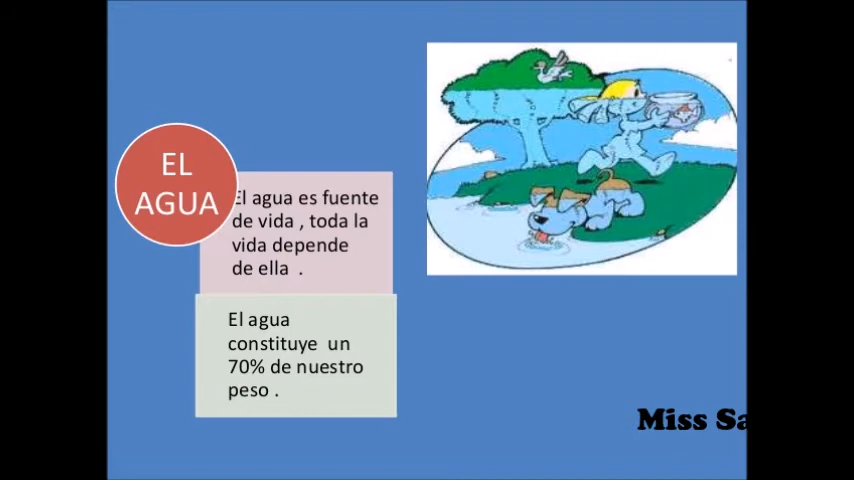 EL
AGUA
El agua es fuente
de vida , toda la
vida depende
de ella .
El agua
constituye un
70% de nuestro
peso .
Miss